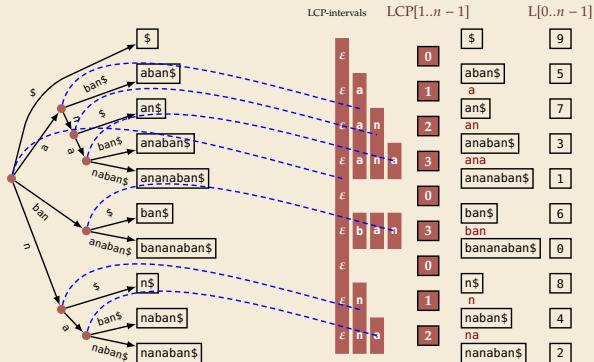 LCP-intervals LCP[1..n − 1] L[0..n − 1]
$ $ 9
ε 0
$ ban$ aban$ aban$ 5
ε a 1 a
n $ an$ an$ 7
ε a n 2 an
a a ban$ anaban$ anaban$ 3
ε a n a 3 ana
naban$ ananaban$ ananaban$ 1
ε 0
ban $ ban$ ban$ 6
ε b a n 3 ban
n anaban$ bananaban$ bananaban$ 0
ε 0
$ n$ n$ 8
ε n 1 n
a ban$ naban$ naban$ 4
ε n a 2 na
naban$ nanaban$ nanaban$ 2